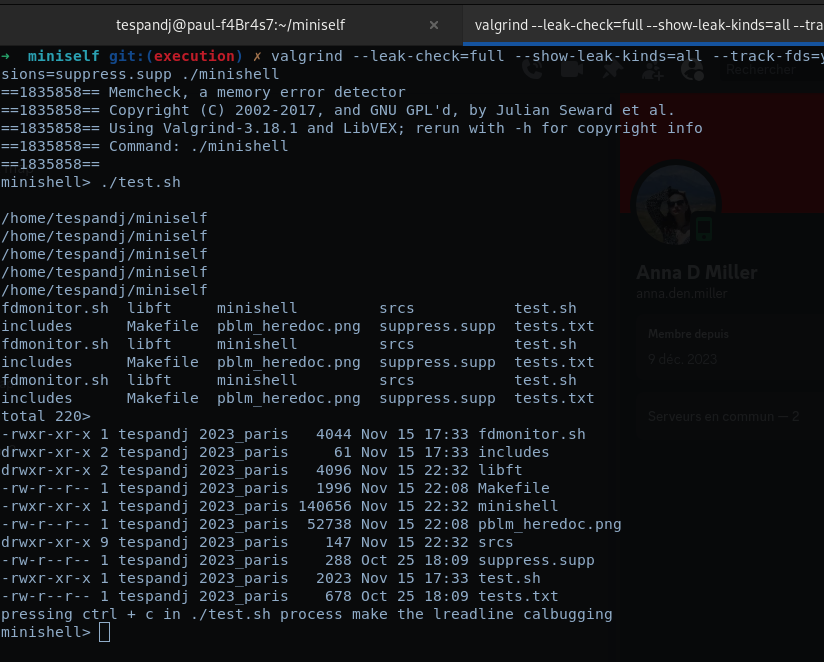 tespandj@paul-f4Br4s7:~/miniself × valgrind --leak-check=full --show-leak-kinds=all --tra
➜ miniself git:(execution) ✗ valgrind --leak-check=full --show-leak-kinds=all --track-fds=y
sions=suppress.supp ./minishell
==1835858== Memcheck, a memory error detector
==1835858== Copyright (C) 2002-2017, and GNU GPL'd, by Julian Seward et al.
==1835858== Using Valgrind-3.18.1 and LibVEX; rerun with -h for copyright info
==1835858== Command: ./minishell
==1835858==
minishell> ./test.sh
/home/tespandj/miniself
/home/tespandj/miniself
/home/tespandj/miniself
/home/tespandj/miniself
/home/tespandj/miniself
fdmonitor.sh libft minishell srcs test.sh
includes Makefile pblm_heredoc.png suppress.supp tests.txt
fdmonitor.sh libft minishell srcs test.sh
includes Makefile pblm_heredoc.png suppress.supp tests.txt
fdmonitor.sh libft minishell srcs test.sh
includes Makefile pblm_heredoc.png suppress.supp tests.txt
total 220>
-rwxr-xr-x 1 tespandj 2023_paris 4044 Nov 15 17:33 fdmonitor.sh
drwxr-xr-x 2 tespandj 2023_paris 61 Nov 15 17:33 includes
drwxr-xr-x 2 tespandj 2023_paris 4096 Nov 15 22:32 libft
-rw-r--r-- 1 tespandj 2023_paris 1996 Nov 15 22:08 Makefile
-rwxr-xr-x 1 tespandj 2023_paris 140656 Nov 15 22:32 minishell
-rw-r--r-- 1 tespandj 2023_paris 52738 Nov 15 22:08 pblm_heredoc.png
drwxr-xr-x 9 tespandj 2023_paris 147 Nov 15 22:32 srcs
-rw-r--r-- 1 tespandj 2023_paris 288 Oct 25 18:09 suppress.supp
-rwxr-xr-x 1 tespandj 2023_paris 2023 Nov 15 17:33 test.sh
-rw-r--r-- 1 tespandj 2023_paris 678 Oct 25 18:09 tests.txt
pressing ctrl + c in ./test.sh process make the lreadline calbugging
minishell>
Rechercher
Anna D Miller
anna.den.miller
Membre depuis
9 déc. 2023
Serveurs en commun — 2